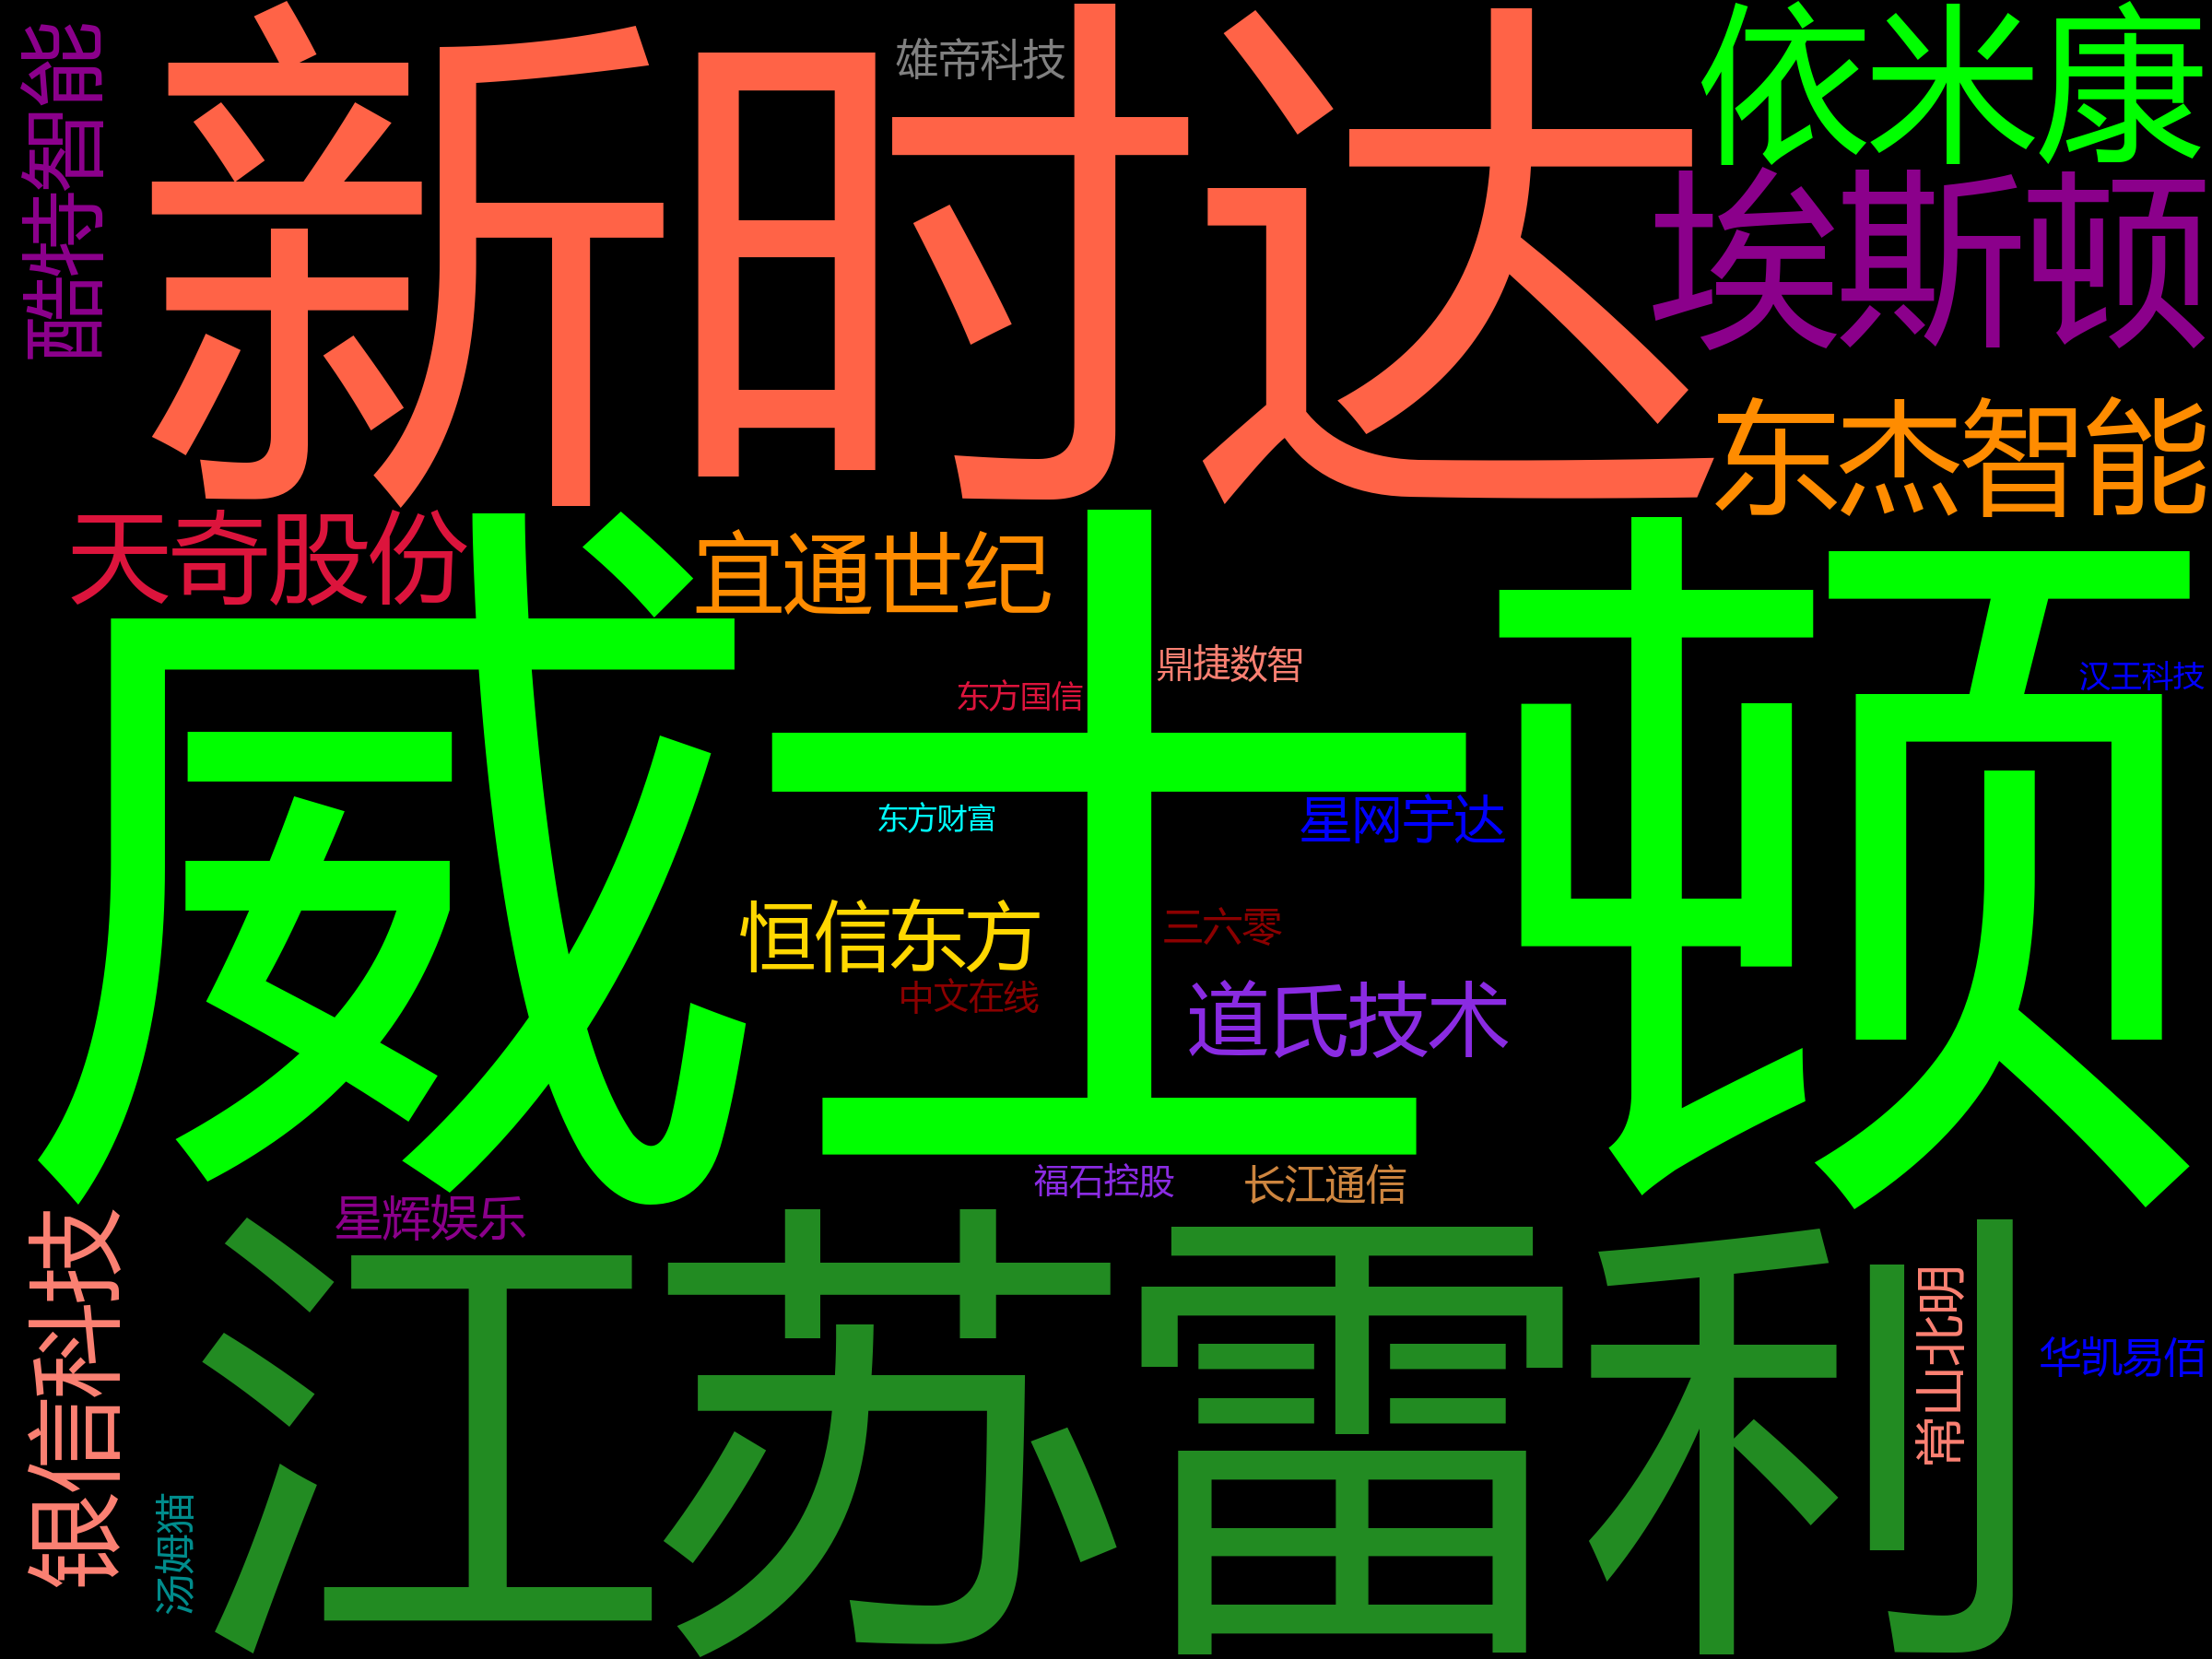 新时达
酷特智能
雄帝科技
依米康
埃斯顿
东杰智能
天奇股份
宜通世纪
威士顿
鼎捷数智
东方国信
汉王科技
东方财富
星网宇达
恒信东方
三六零
中文在线
道氏技术
福石控股
长江通信
星辉娱乐
银信科技
江苏雷利
常山北明
华凯易佰
汤姆猫